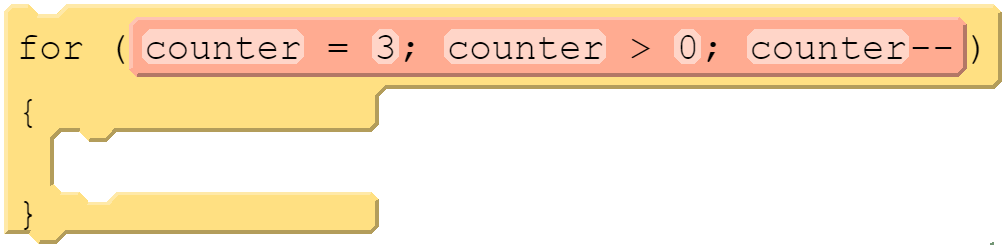 for (counter = 3; counter > 0; counter--)
{
}